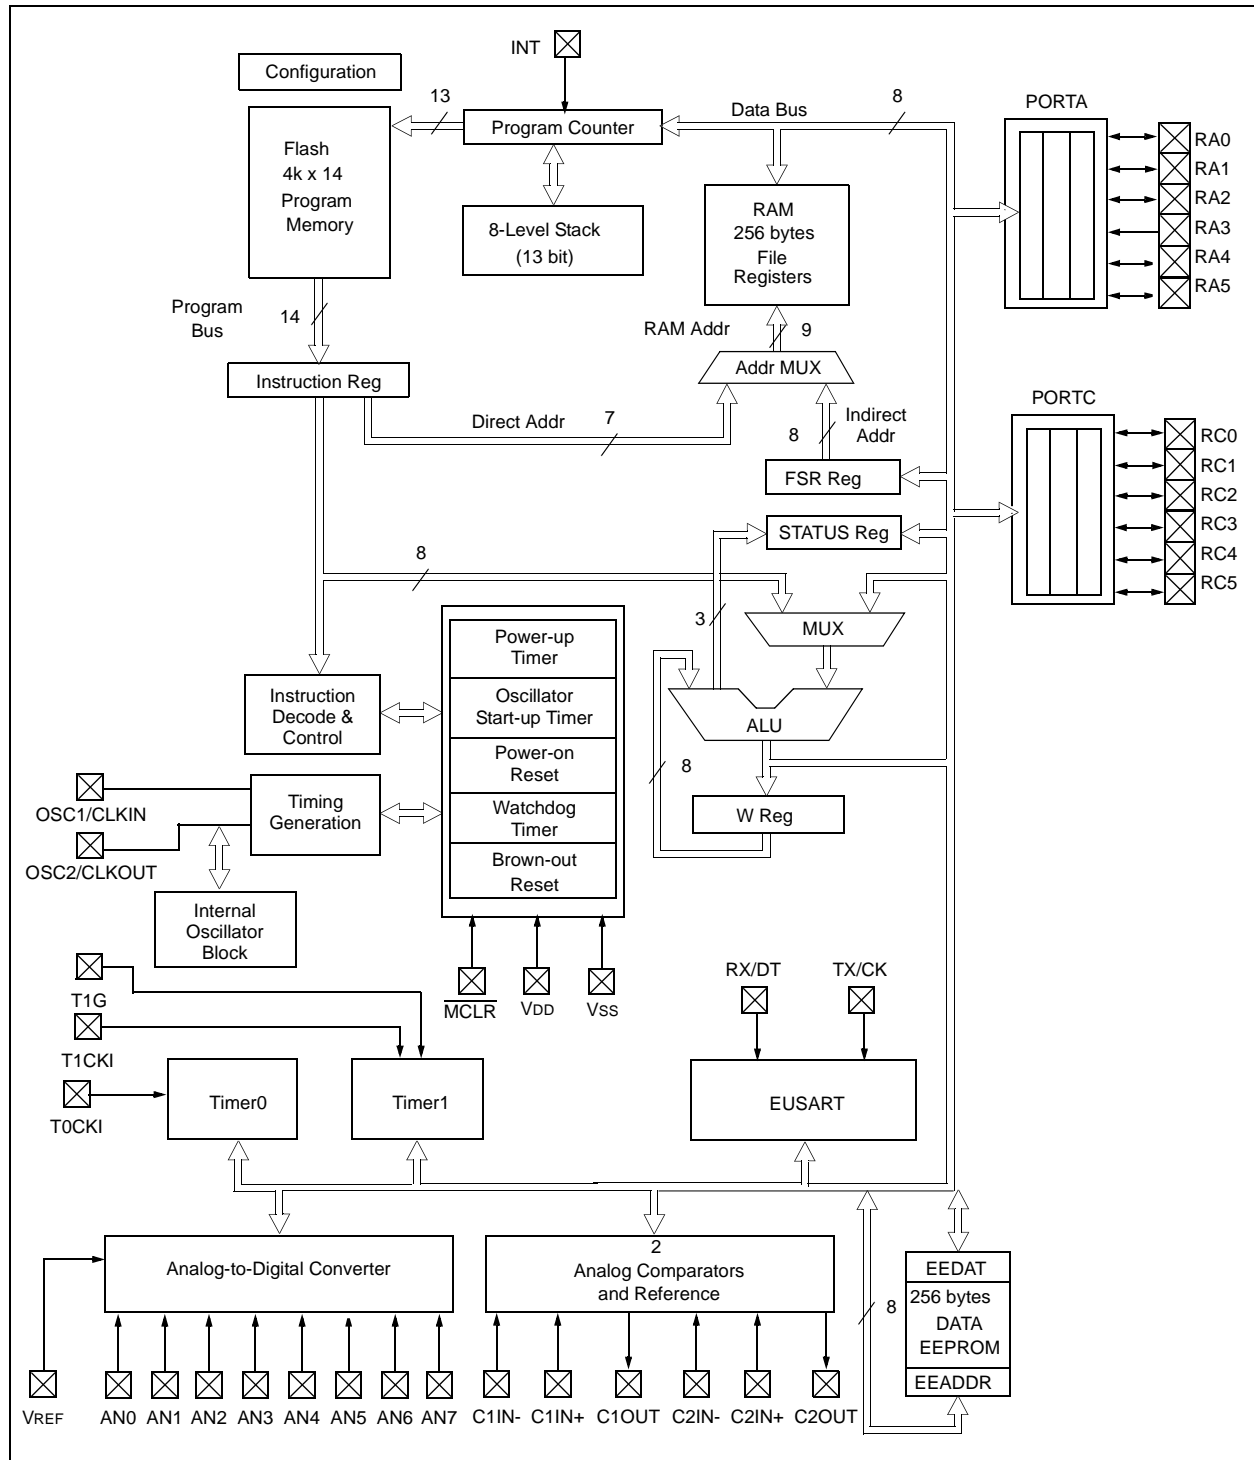 INT
Configuration
13
Program Counter
Data Bus
8
PORTA
Flash
4k x 14
Program
Memory
8-Level Stack
(13 bit)
RAM
256 bytes
File
Registers
RA0
RA1
RA2
RA3
RA4
RA5
Program
Bus
14
RAM Addr
9
Addr MUX
Instruction Reg
Direct Addr
7
8
Indirect
Addr
FSR Reg
STATUS Reg
PORTC
RC0
RC1
RC2
RC3
RC4
RC5
8
3
MUX
ALU
8
W Reg
Instruction
Decode &
Control
Power-up
Timer
Oscillator
Start-up Timer
Power-on
Reset
Watchdog
Timer
Brown-out
Reset
OSC1/CLKIN
OSC2/CLKOUT
Timing
Generation
Internal
Oscillator
Block
MCLR
VDD
VSS
T1G
T1CKI
T0CKI
Timer0
Timer1
RX/DT
TX/CK
EUSART
Analog-to-Digital Converter
2
Analog Comparators
and Reference
8
EEDAT
256 bytes
DATA
EEPROM
EEADDR
VREF
AN0
AN1
AN2
AN3
AN4
AN5
AN6
AN7
C1IN-
C1IN+
C1OUT
C2IN-
C2IN+
C2OUT